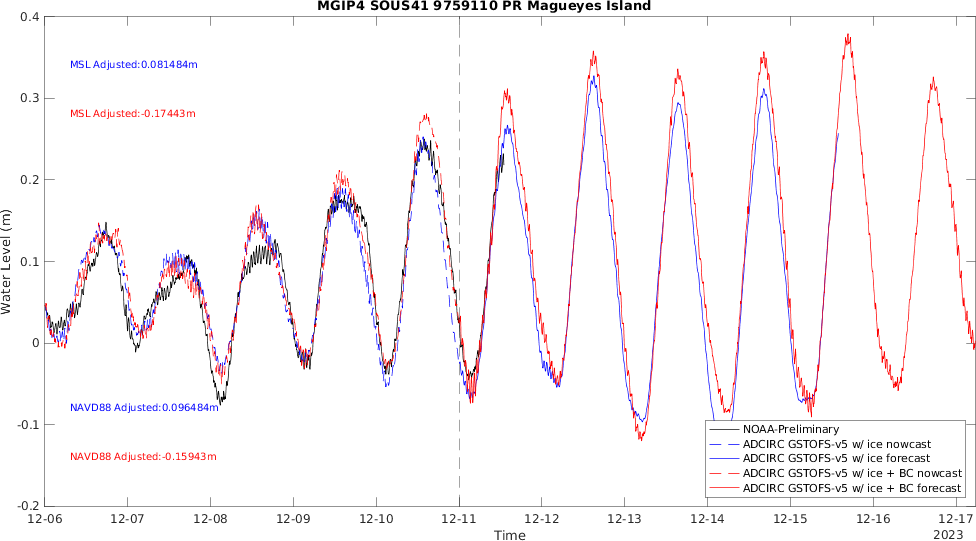 MGIP4 SOUS41 9759110 PR Magueyes Island
0.4
0.3
0.2
0.1
0
-0.1
-0.2
Water Level (m)
MSL Adjusted:0.081484m
MSL Adjusted:-0.17443m
NAVD88 Adjusted:0.096484m
NAVD88 Adjusted:-0.15943m
NOAA-Preliminary
ADCIRC GSTOFS-v5 w/ ice nowcast
ADCIRC GSTOFS-v5 w/ ice forecast
ADCIRC GSTOFS-v5 w/ ice + BC nowcast
ADCIRC GSTOFS-v5 w/ ice + BC forecast
12-06 12-07 12-08 12-09 12-10 12-11 12-12 12-13 12-14 12-15 12-16 12-17
Time
2023